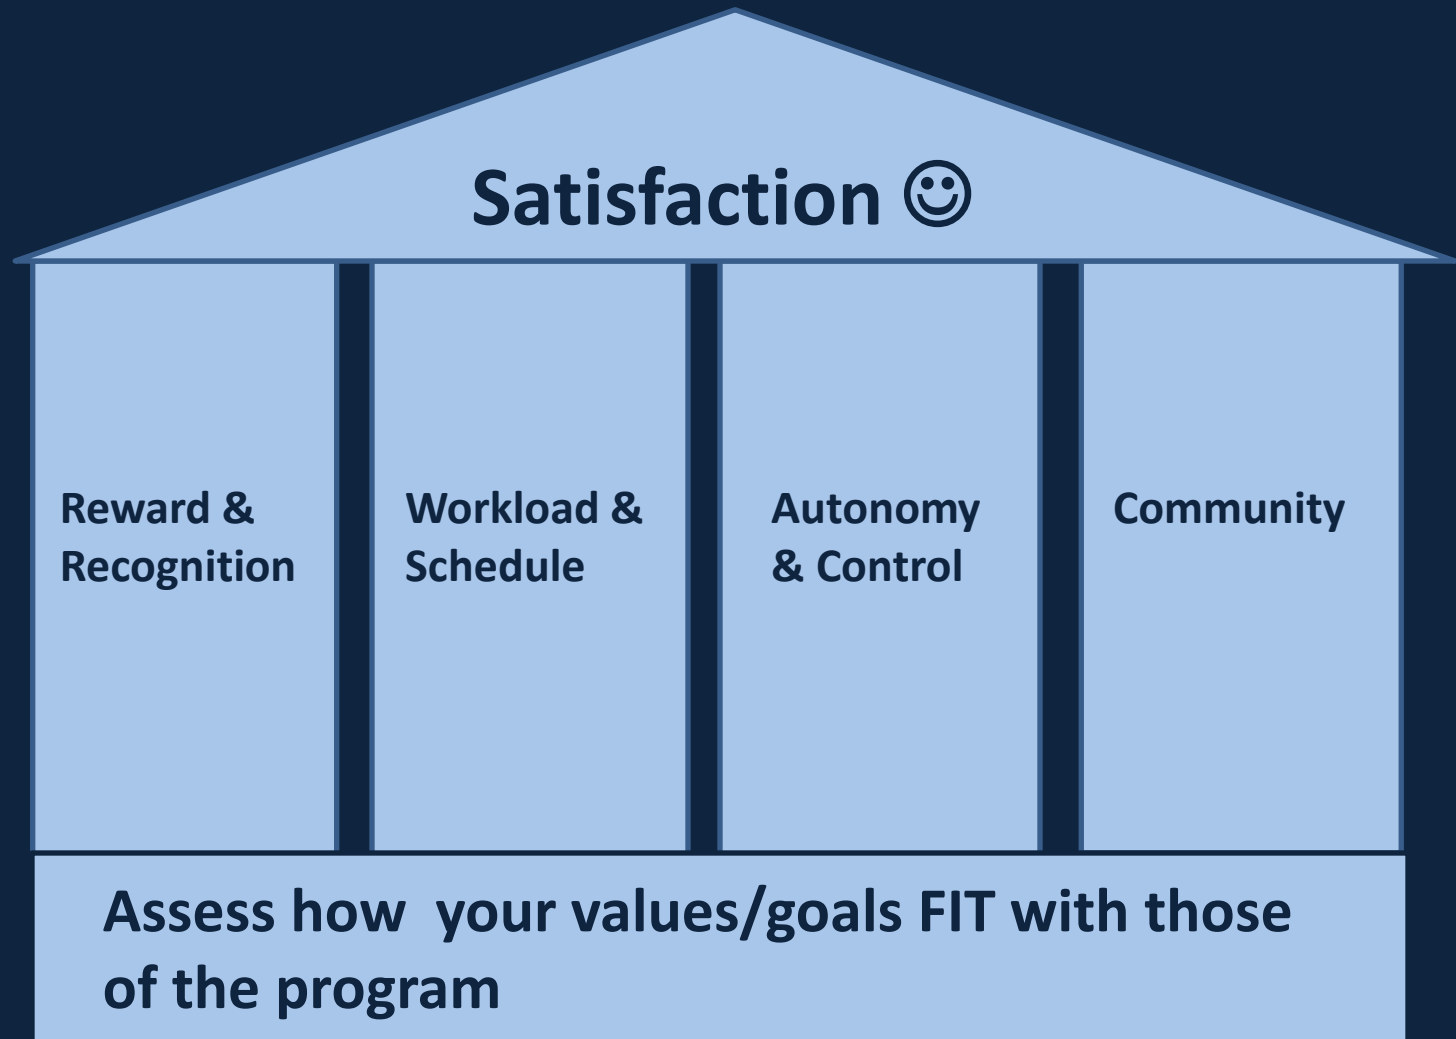 Satisfaction ☺
Reward &
Recognition
Workload &
Schedule
Autonomy
& Control
Community
Assess how  your values/goals FIT with those
of the program